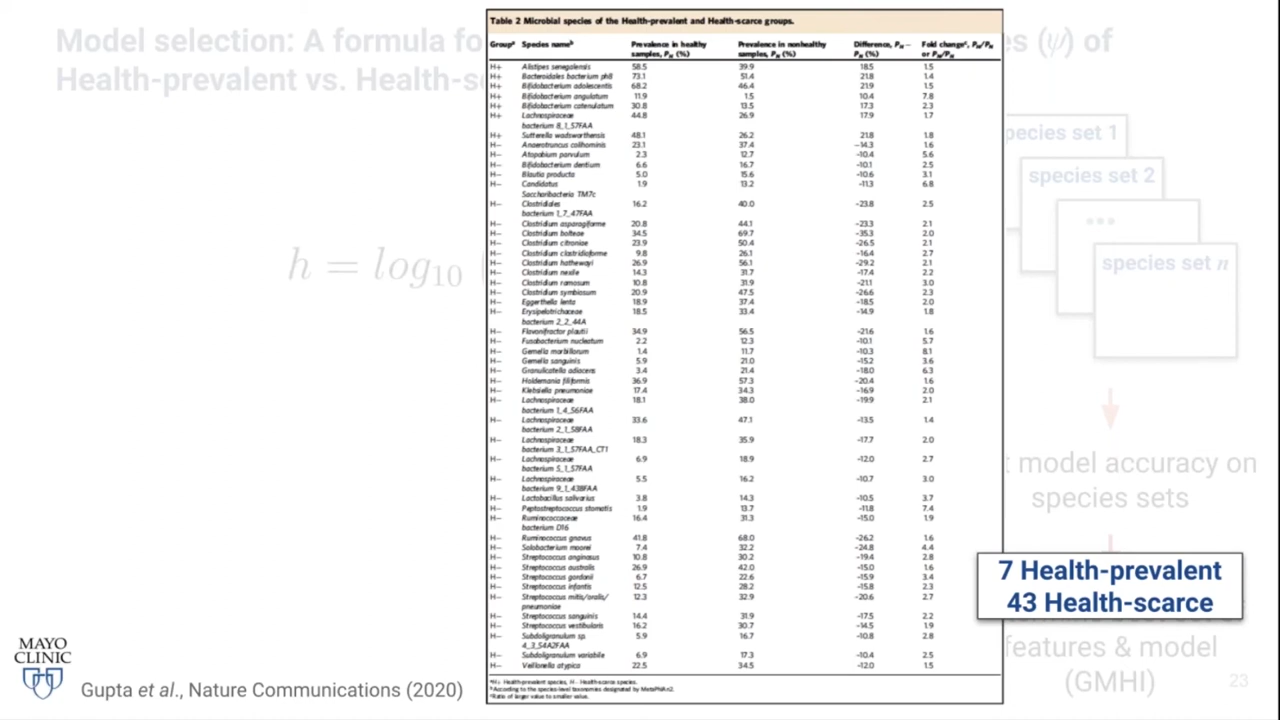 Model selection: A formula fo
es (ψ) of
Health-prevalent vs. Health-s
h = log10
Table 2 Microbial species of the Health-prevalent and Health-scarce groups.
Groupᵃ Species nameᵇ Prevalence in healthy samples, PH (%) Prevalence in nonhealthy samples, PN (%) Difference, PH − PN (%) Fold changeᶜ, PH/PN or PN/PH
H+ Alistipes senegalensis 58.5 39.9 18.5 1.5
H+ Bacteroidales bacterium ph8 73.1 51.4 21.8 1.4
H+ Bifidobacterium adolescentis 68.2 46.4 21.9 1.5
H+ Bifidobacterium angulatum 11.9 1.5 10.4 7.8
H+ Bifidobacterium catenulatum 30.8 13.5 17.3 2.3
H+ Lachnospiraceae 44.8 26.9 17.9 1.7
bacterium 8_1_57FAA
H+ Sutterella wadsworthensis 48.1 26.2 21.8 1.8
H− Anaerotruncus colihominis 23.1 37.4 −14.3 1.6
H− Atopobium parvulum 2.3 12.7 -10.4 5.6
H− Bifidobacterium dentium 6.6 16.7 -10.1 2.5
H− Blautia producta 5.0 15.6 -10.6 3.1
H− Candidatus 1.9 13.2 -11.3 6.8
Saccharibacteria TM7c
H− Clostridiales 16.2 40.0 -23.8 2.5
bacterium 1_7_47FAA
H− Clostridium asparagiforme 20.8 44.1 -23.3 2.1
H− Clostridium bolteae 34.5 69.7 -35.3 2.0
H− Clostridium citroniae 23.9 50.4 -26.5 2.1
H− Clostridium clostridioforme 9.8 26.1 -16.4 2.7
H− Clostridium hathewayi 26.9 56.1 -29.2 2.1
H− Clostridium nexile 14.3 31.7 -17.4 2.2
H− Clostridium ramosum 10.8 31.9 -21.1 3.0
H− Clostridium symbiosum 20.9 47.5 -26.6 2.3
H− Eggerthella lenta 18.9 37.4 -18.5 2.0
H− Erysipelotrichaceae 18.5 33.4 -14.9 1.8
bacterium 2_2_44A
H− Flavonifractor plautii 34.9 56.5 -21.6 1.6
H− Fusobacterium nucleatum 2.2 12.3 -10.1 5.7
H− Gemella morbillorum 1.4 11.7 -10.3 8.1
H− Gemella sanguinis 5.9 21.0 -15.2 3.6
H− Granulicatella adiacens 3.4 21.4 -18.0 6.3
H− Holdemania filiformis 36.9 57.3 -20.4 1.6
H− Klebsiella pneumoniae 17.4 34.3 -16.9 2.0
H− Lachnospiraceae 18.1 38.0 -19.9 2.1
bacterium 1_4_56FAA
H− Lachnospiraceae 33.6 47.1 -13.5 1.4
bacterium 2_1_58FAA
H− Lachnospiraceae 18.3 35.9 -17.7 2.0
bacterium 3_1_57FAA_CT1
H− Lachnospiraceae 6.9 18.9 -12.0 2.7
bacterium 5_1_57FAA
H− Lachnospiraceae 5.5 16.2 -10.7 3.0
bacterium 9_1_43BFAA
H− Lactobacillus salivarius 3.8 14.3 -10.5 3.7
H− Peptostreptococcus stomatis 1.9 13.7 -11.8 7.4
H− Ruminococcaceae 16.4 31.3 -15.0 1.9
bacterium D16
H− Ruminococcus gnavus 41.8 68.0 -26.2 1.6
H− Solobacterium moorei 7.4 32.2 -24.8 4.4
H− Streptococcus anginosus 10.8 30.2 -19.4 2.8
H− Streptococcus australis 26.9 42.0 -15.0 1.6
H− Streptococcus gordonii 6.7 22.6 -15.9 3.4
H− Streptococcus infantis 12.5 28.2 -15.8 2.3
H− Streptococcus mitis/oralis/ 12.3 32.9 -20.6 2.7
pneumoniae
H− Streptococcus sanguinis 14.4 31.9 -17.5 2.2
H− Streptococcus vestibularis 16.2 30.7 -14.5 1.9
H− Subdoligranulum sp. 5.9 16.7 -10.8 2.8
4_3_54A2FAA
H− Subdoligranulum variabile 6.9 17.3 -10.4 2.5
H− Veillonella atypica 22.5 34.5 -12.0 1.5
ᵃH+ Health-prevalent species, H− Health-scarce species.
ᵇAccording to the species-level taxonomies designated by MetaPhlAn2.
ᶜRatio of larger value to smaller value.
pecies set 1
species set 2
•••
species set n
model accuracy on
species sets
7 Health-prevalent
43 Health-scarce
features & model
(GMHI)
MAYO
CLINIC
Gupta et al., Nature Communications (2020)
23